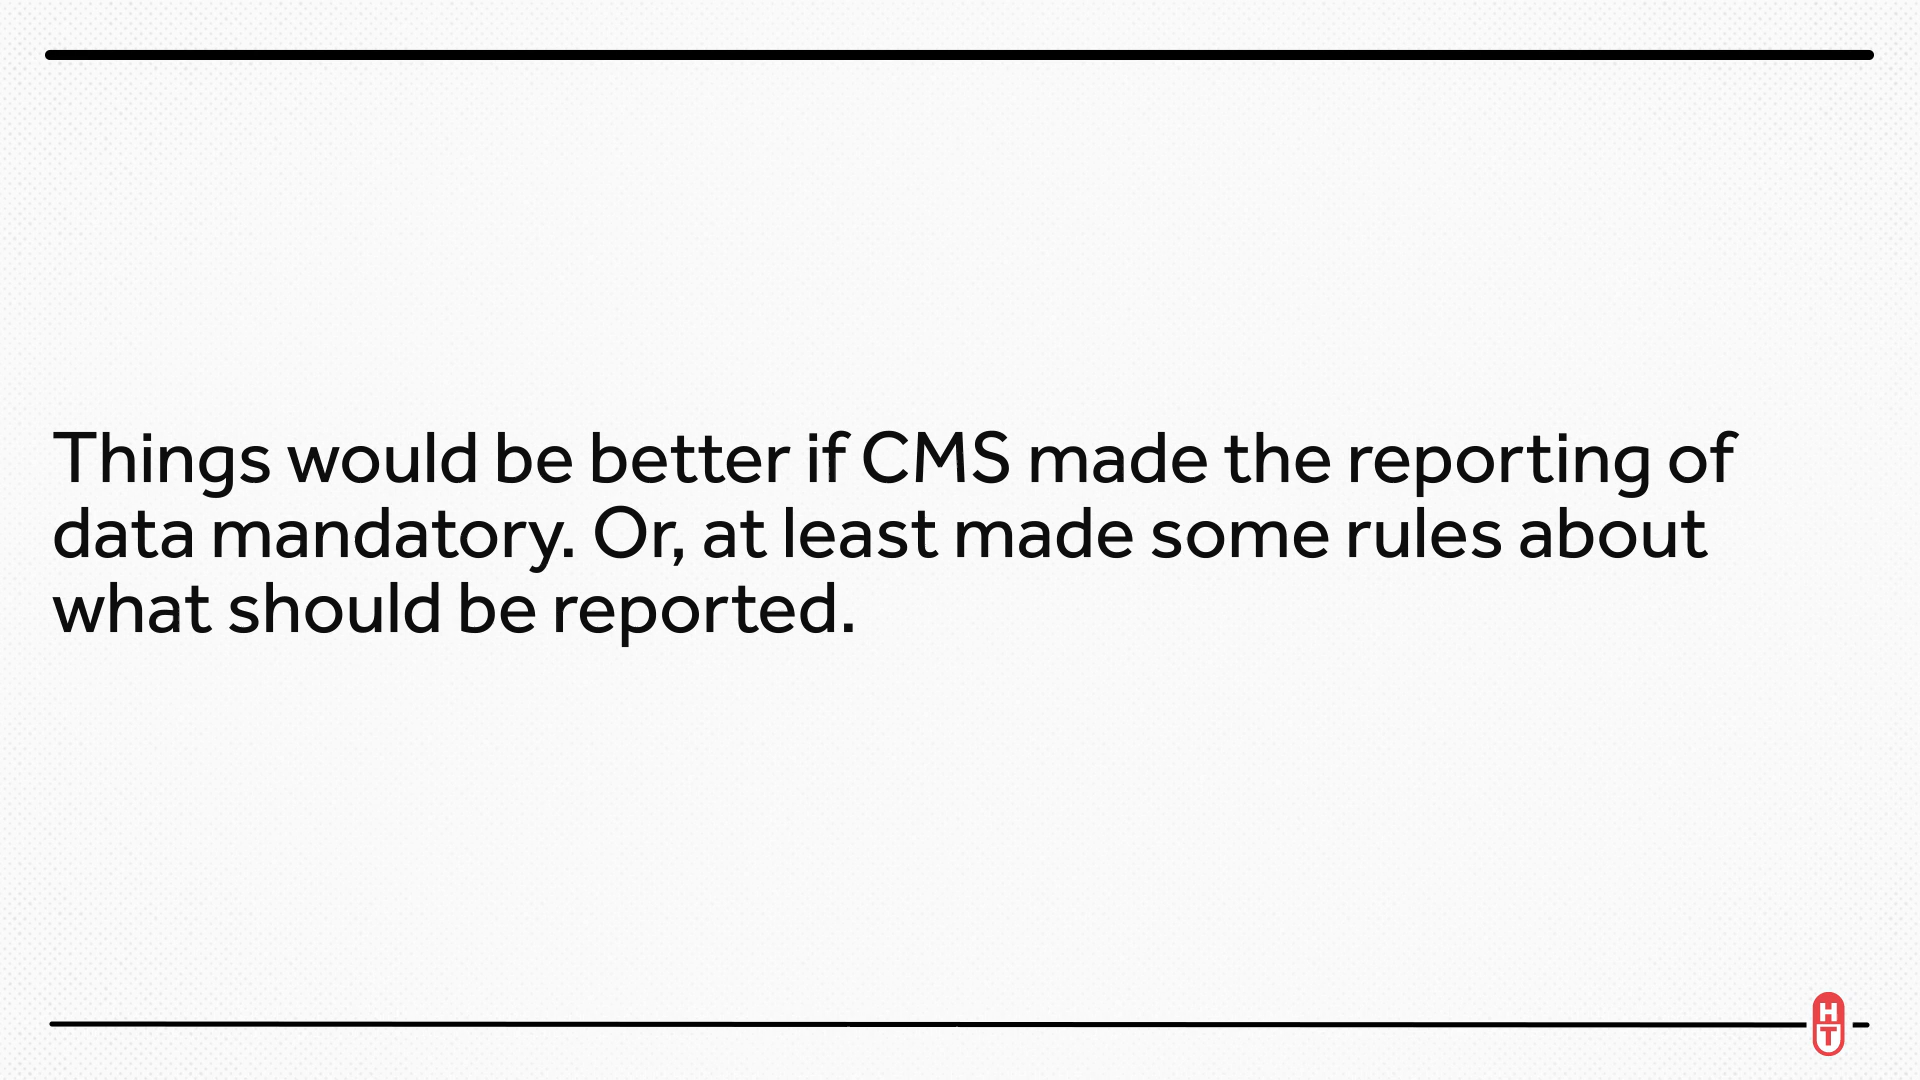 Things would be better if CMS made the reporting of
data mandatory. Or, at least made some rules about
what should be reported.
H
T